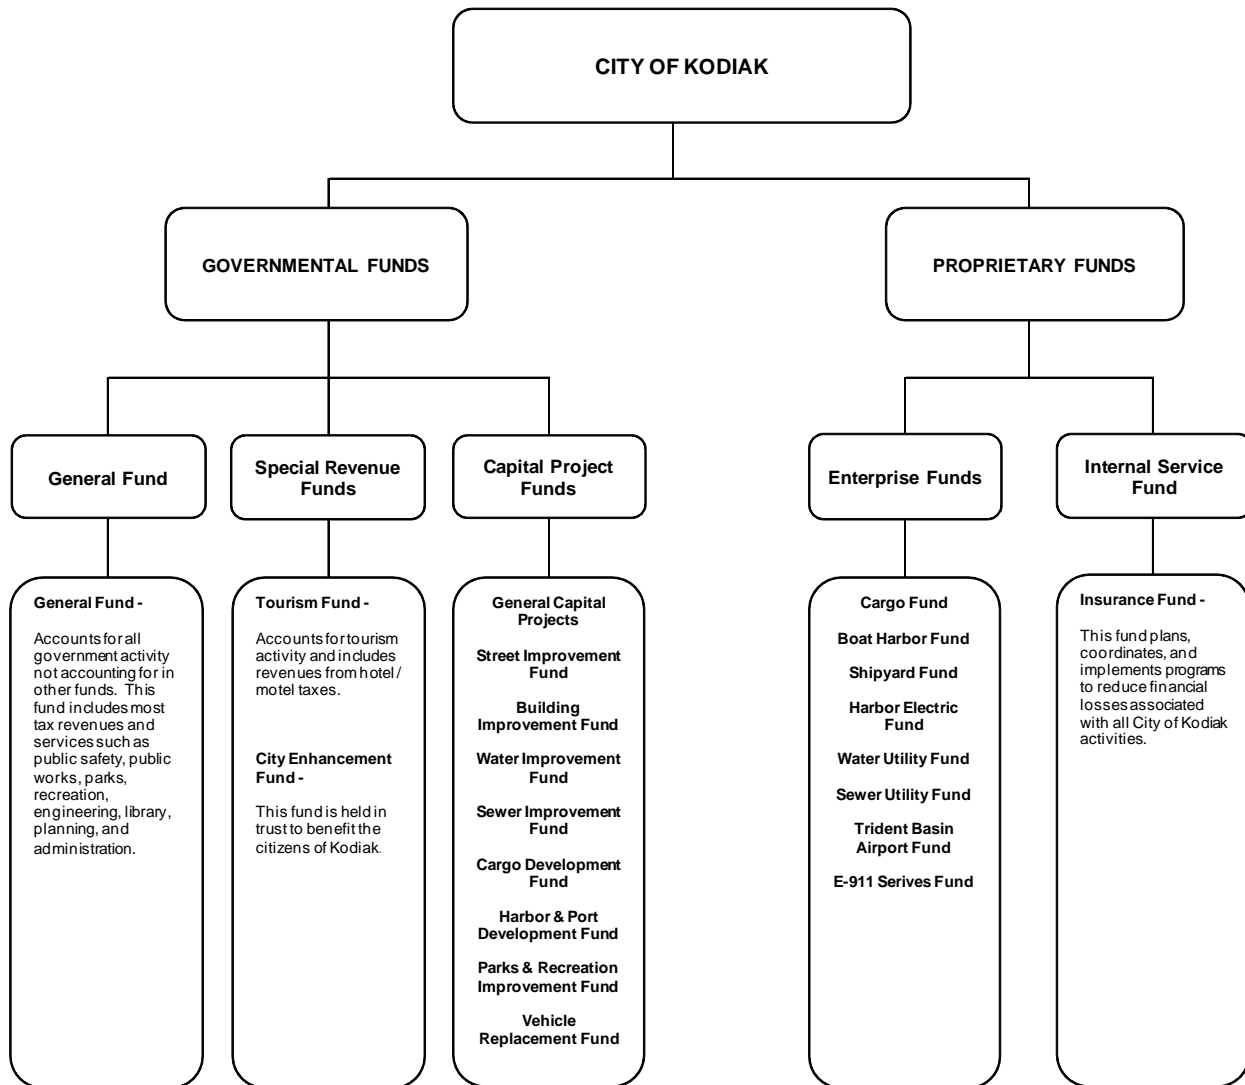 CITY OF KODIAK
GOVERNMENTAL FUNDS
PROPRIETARY FUNDS
General Fund
Special Revenue
Funds
Capital Project
Funds
Enterprise Funds
Internal Service
Fund
General Fund -
Accounts for all
government activity
not accounting for in
other funds. This
fund includes most
tax revenues and
services such as
public safety, public
works, parks,
recreation,
engineering, library,
planning, and
administration.
Tourism Fund -
Accounts for tourism
activity and includes
revenues from hotel /
motel taxes.
City Enhancement
Fund -
This fund is held in
trust to benefit the
citizens of Kodiak.
General Capital
Projects
Street Improvement
Fund
Building
Improvement Fund
Water Improvement
Fund
Sewer Improvement
Fund
Cargo Development
Fund
Harbor & Port
Development Fund
Parks & Recreation
Improvement Fund
Vehicle
Replacement Fund
Cargo Fund
Boat Harbor Fund
Shipyard Fund
Harbor Electric
Fund
Water Utility Fund
Sewer Utility Fund
Trident Basin
Airport Fund
E-911 Serives Fund
Insurance Fund -
This fund plans,
coordinates, and
implements programs
to reduce financial
losses associated
with all City of Kodiak
activities.